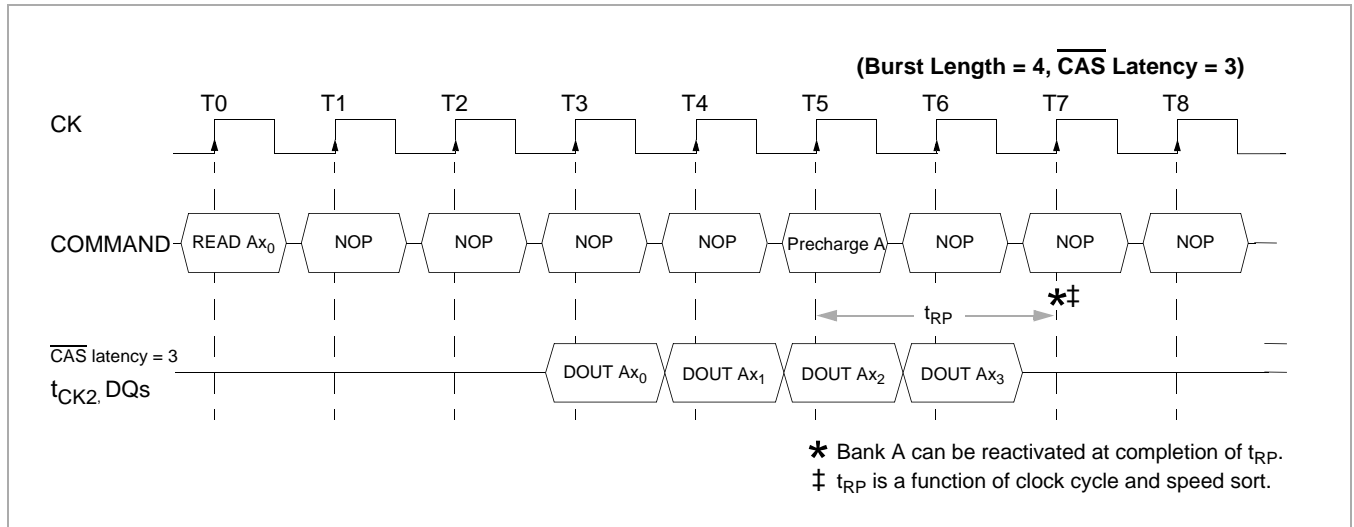 (Burst Length = 4, CAS Latency = 3)
T0 T1 T2 T3 T4 T5 T6 T7 T8
CK
COMMAND READ Ax0 NOP NOP NOP NOP Precharge A NOP NOP NOP
*‡
tRP
CAS latency = 3
tCK2, DQs DOUT Ax0 DOUT Ax1 DOUT Ax2 DOUT Ax3
* Bank A can be reactivated at completion of tRP.
‡ tRP is a function of clock cycle and speed sort.